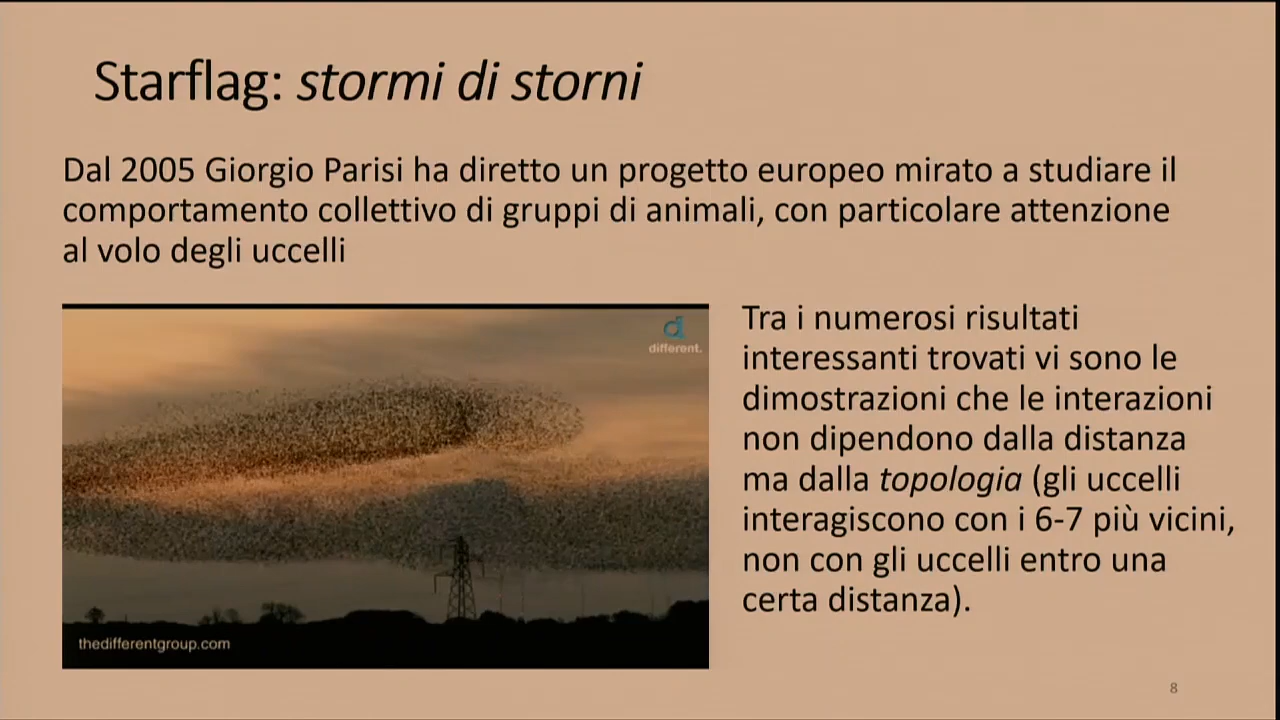 Starflag: stormi di storni
Dal 2005 Giorgio Parisi ha diretto un progetto europeo mirato a studiare il
comportamento collettivo di gruppi di animali, con particolare attenzione
al volo degli uccelli
d
different.
thedifferentgroup.com
Tra i numerosi risultati
interessanti trovati vi sono le
dimostrazioni che le interazioni
non dipendono dalla distanza
ma dalla topologia (gli uccelli
interagiscono con i 6-7 più vicini,
non con gli uccelli entro una
certa distanza).
8